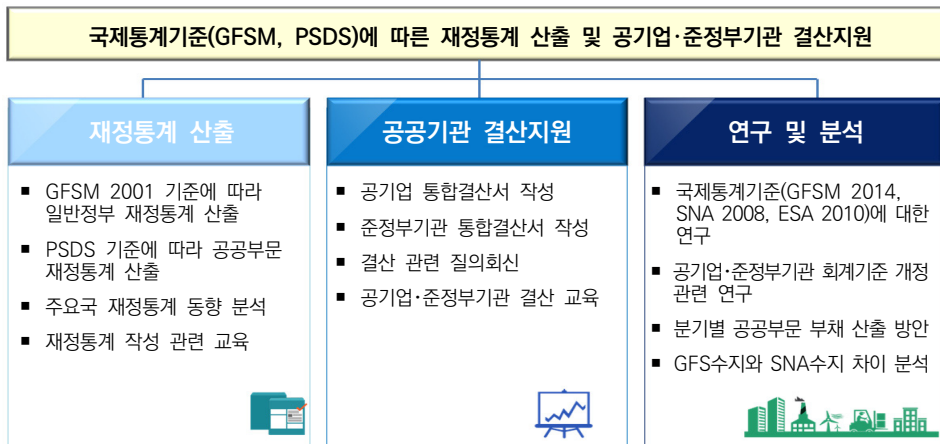 국제통계기준(GFSM, PSDS)에 따른 재정통계 산출 및 공기업·준정부기관 결산지원
재정통계 산출
■ GFSM 2001 기준에 따라
일반정부 재정통계 산출
■ PSDS 기준에 따라 공공부문
재정통계 산출
■ 주요국 재정통계 동향 분석
■ 재정통계 작성 관련 교육
공공기관 결산지원
■ 공기업 통합결산서 작성
■ 준정부기관 통합결산서 작성
■ 결산 관련 질의회신
■ 공기업·준정부기관 결산 교육
연구 및 분석
■ 국제통계기준(GFSM 2014,
SNA 2008, ESA 2010)에 대한
연구
■ 공기업·준정부기관 회계기준 개정
관련 연구
■ 분기별 공공부문 부채 산출 방안
■ GFS수지와 SNA수지 차이 분석